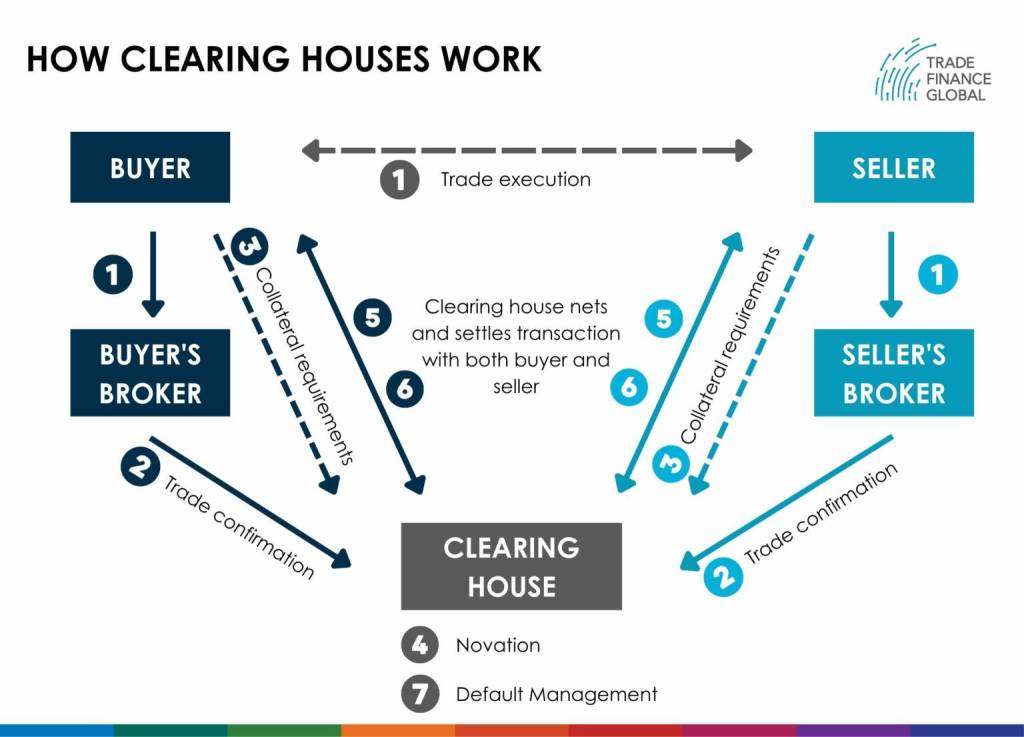 HOW CLEARING HOUSES WORK
TRADE
FINANCE
GLOBAL
BUYER
SELLER
1
Trade execution
1
1
3
Collateral requirements
5
6
Clearing house nets
and settles transaction
with both buyer and
seller
5
6
3
Collateral requirements
BUYER'S
BROKER
SELLER'S
BROKER
2
Trade confirmation
2
Trade confirmation
CLEARING
HOUSE
4
Novation
7
Default Management